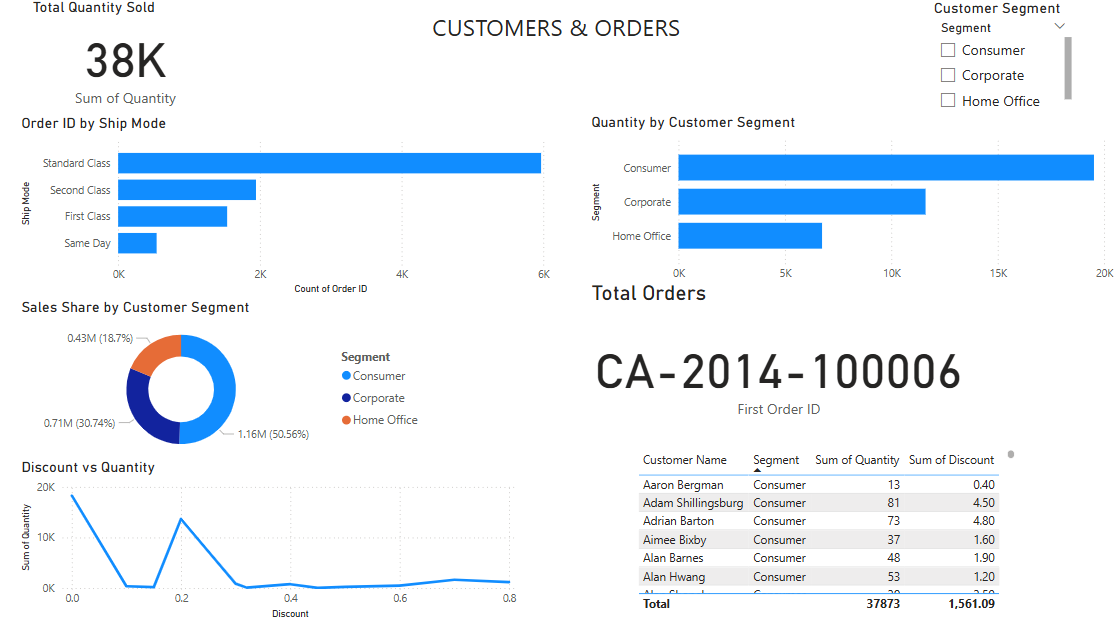 Total Quantity Sold
CUSTOMERS & ORDERS
Customer Segment
Segment
Consumer
Corporate
Home Office
38K
Sum of Quantity
Order ID by Ship Mode
Ship Mode
Standard Class
Second Class
First Class
Same Day
0K 2K 4K 6K
Count of Order ID
Quantity by Customer Segment
Segment
Consumer
Corporate
Home Office
0K 5K 10K 15K 20K
Sales Share by Customer Segment
0.43M (18.7%)
0.71M (30.74%)
1.16M (50.56%)
Segment
Consumer
Corporate
Home Office
Total Orders
CA-2014-100006
First Order ID
Discount vs Quantity
Sum of Quantity
20K
10K
0K
0.0 0.2 0.4 0.6 0.8
Discount
Customer Name Segment Sum of Quantity Sum of Discount
Aaron Bergman Consumer 13 0.40
Adam Shillingsburg Consumer 81 4.50
Adrian Barton Consumer 73 4.80
Aimee Bixby Consumer 37 1.60
Alan Barnes Consumer 48 1.90
Alan Hwang Consumer 53 1.20
Total 37873 1,561.09